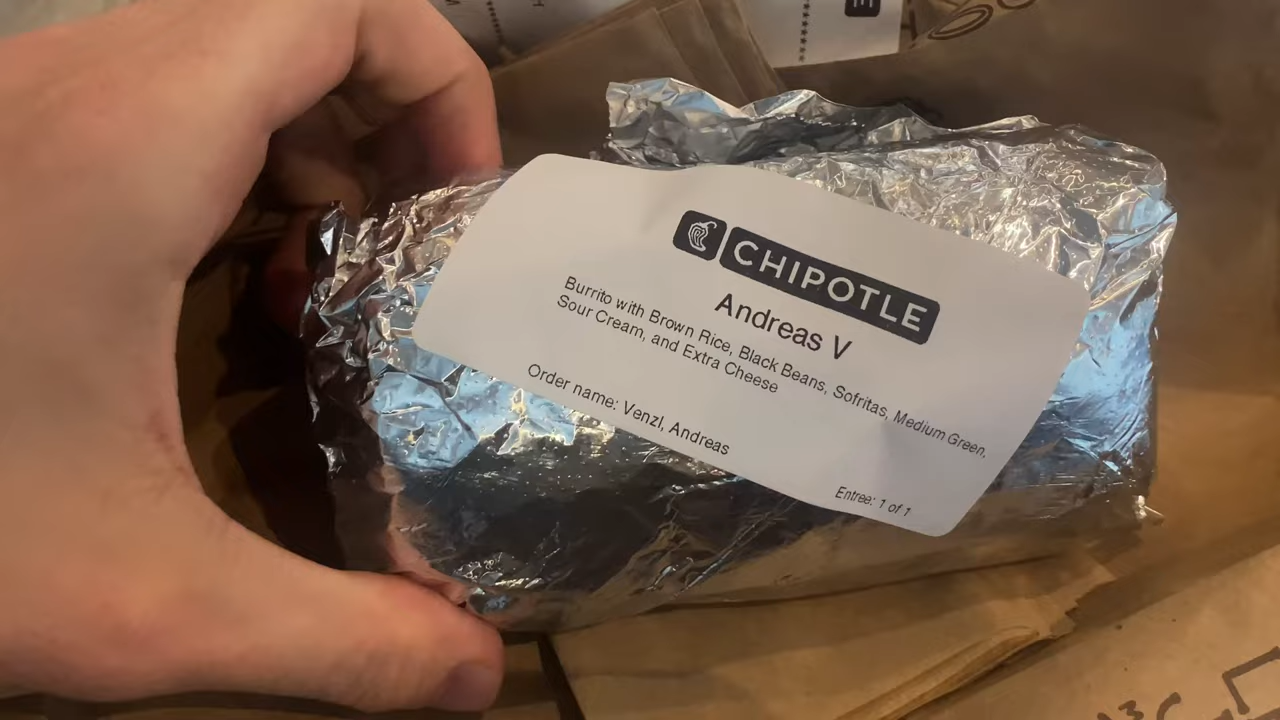 CHIPOTLE
Andreas V
Burrito with Brown Rice, Black Beans, Sofritas, Medium Green,
Sour Cream, and Extra Cheese
Order name: Venzl, Andreas
Entree: 1 of 1